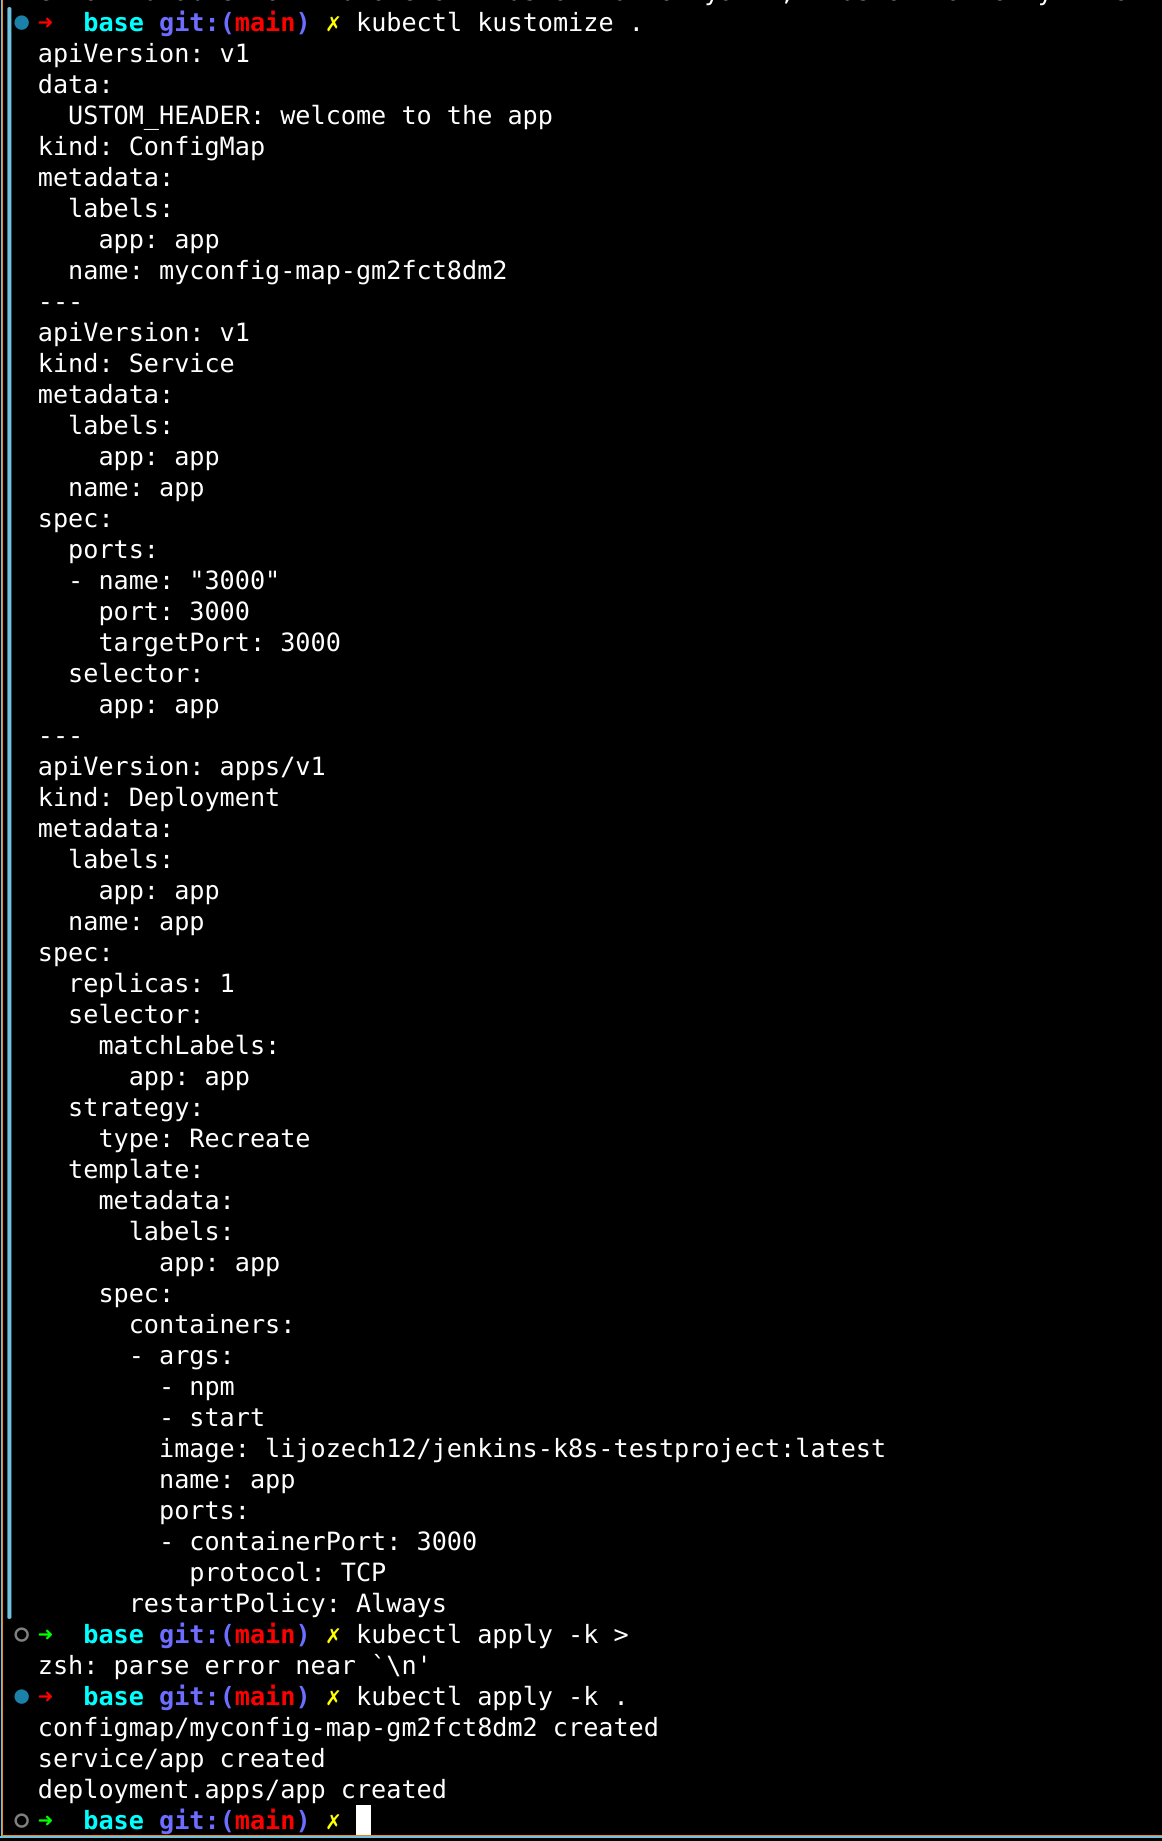 ➜  base git:(main) ✗ kubectl kustomize .
apiVersion: v1
data:
  USTOM_HEADER: welcome to the app
kind: ConfigMap
metadata:
  labels:
    app: app
  name: myconfig-map-gm2fct8dm2
---
apiVersion: v1
kind: Service
metadata:
  labels:
    app: app
  name: app
spec:
  ports:
  - name: "3000"
    port: 3000
    targetPort: 3000
  selector:
    app: app
---
apiVersion: apps/v1
kind: Deployment
metadata:
  labels:
    app: app
  name: app
spec:
  replicas: 1
  selector:
    matchLabels:
      app: app
  strategy:
    type: Recreate
  template:
    metadata:
      labels:
        app: app
    spec:
      containers:
      - args:
        - npm
        - start
        image: lijozech12/jenkins-k8s-testproject:latest
        name: app
        ports:
        - containerPort: 3000
          protocol: TCP
      restartPolicy: Always
➜  base git:(main) ✗ kubectl apply -k >
zsh: parse error near `\n'
➜  base git:(main) ✗ kubectl apply -k .
configmap/myconfig-map-gm2fct8dm2 created
service/app created
deployment.apps/app created
➜  base git:(main) ✗